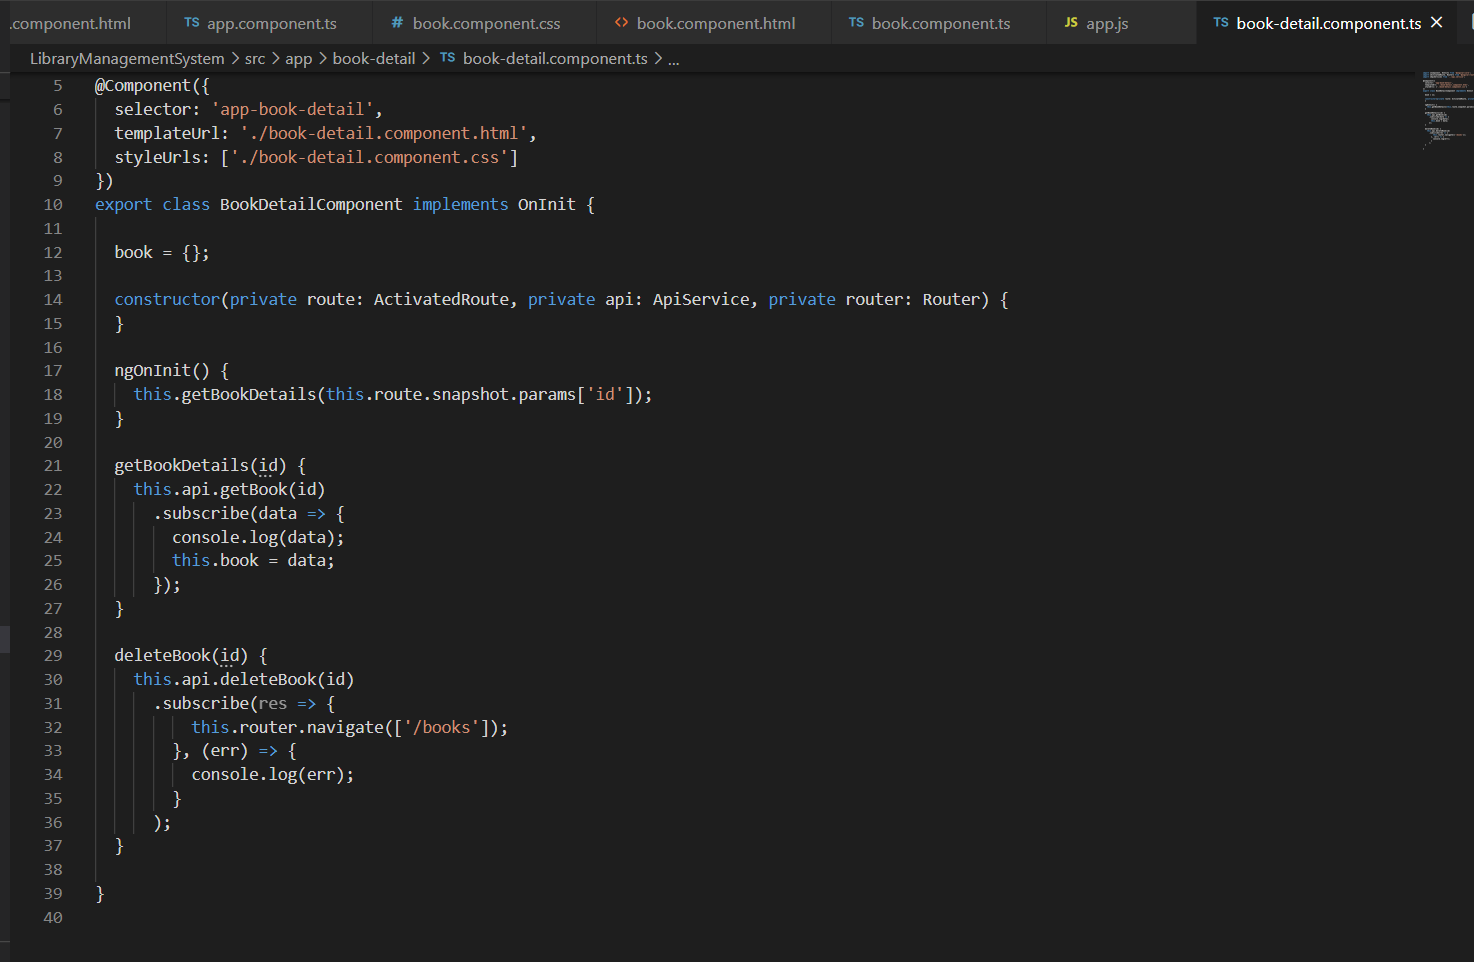 .component.html TS app.component.ts # book.component.css <> book.component.html TS book.component.ts JS app.js TS book-detail.component.ts ×
LibraryManagementSystem > src > app > book-detail > TS book-detail.component.ts > ...
5 @Component({
6   selector: 'app-book-detail',
7   templateUrl: './book-detail.component.html',
8   styleUrls: ['./book-detail.component.css']
9 })
10 export class BookDetailComponent implements OnInit {
11
12   book = {};
13
14   constructor(private route: ActivatedRoute, private api: ApiService, private router: Router) {
15   }
16
17   ngOnInit() {
18     this.getBookDetails(this.route.snapshot.params['id']);
19   }
20
21   getBookDetails(id) {
22     this.api.getBook(id)
23       .subscribe(data => {
24         console.log(data);
25         this.book = data;
26       });
27   }
28
29   deleteBook(id) {
30     this.api.deleteBook(id)
31       .subscribe(res => {
32           this.router.navigate(['/books']);
33         }, (err) => {
34           console.log(err);
35         }
36       );
37   }
38
39 }
40